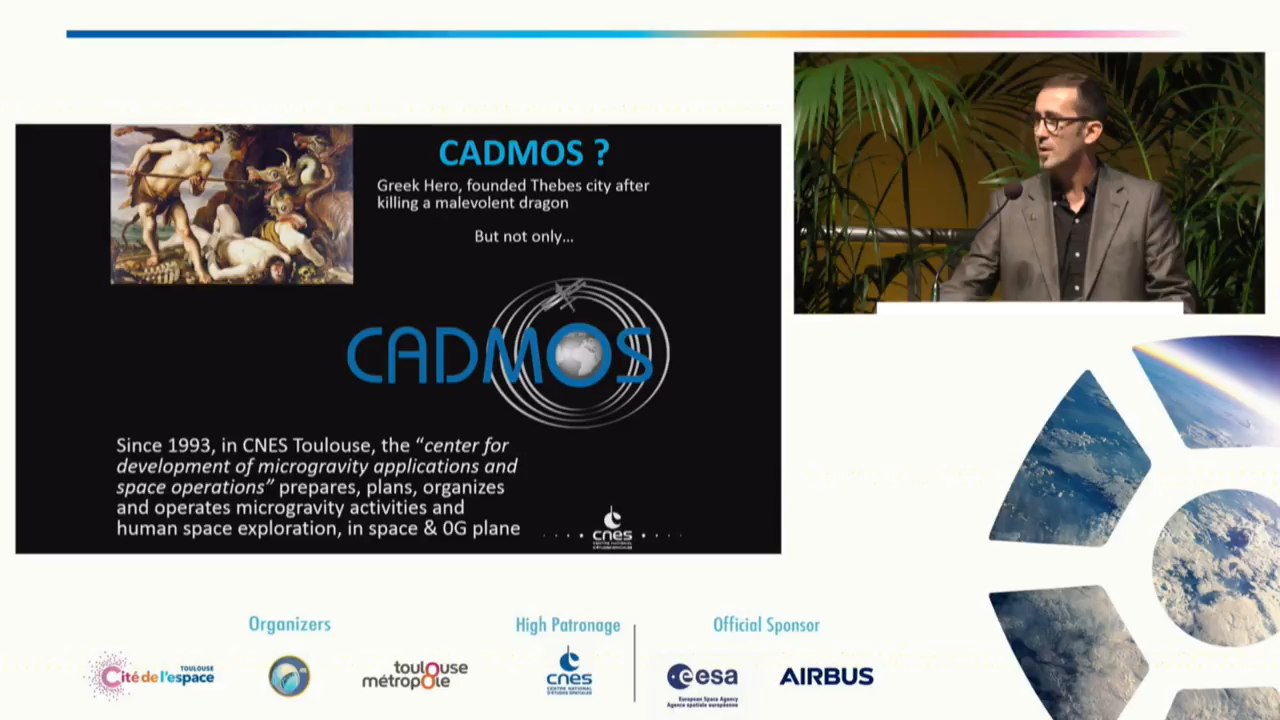 CADMOS ?
Greek Hero, founded Thebes city after
killing a malevolent dragon
But not only...
CADMOS
Since 1993, in CNES Toulouse, the “center for
development of microgravity applications and
space operations” prepares, plans, organizes
and operates microgravity activities and
human space exploration, in space & 0G plane
cnes
CENTRE NATIONAL
D'ÉTUDES SPATIALES
Organizers
High Patronage
Official Sponsor
TOULOUSE
Cité de l'espace
toulouse
métropole
cnes
CENTRE NATIONAL
D'ÉTUDES SPATIALES
esa
European Space Agency
Agence spatiale européenne
AIRBUS